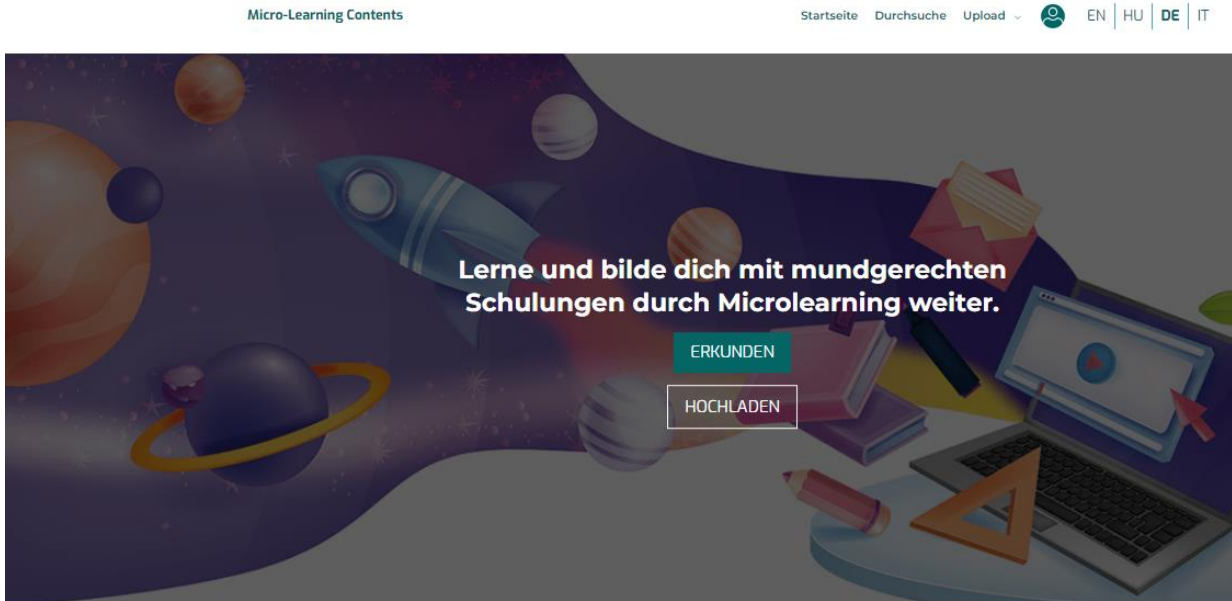 Micro-Learning Contents
Startseite Durchsuche Upload EN HU DE IT
Lerne und bilde dich mit mundgerechten
Schulungen durch Microlearning weiter.
ERKUNDEN
HOCHLADEN